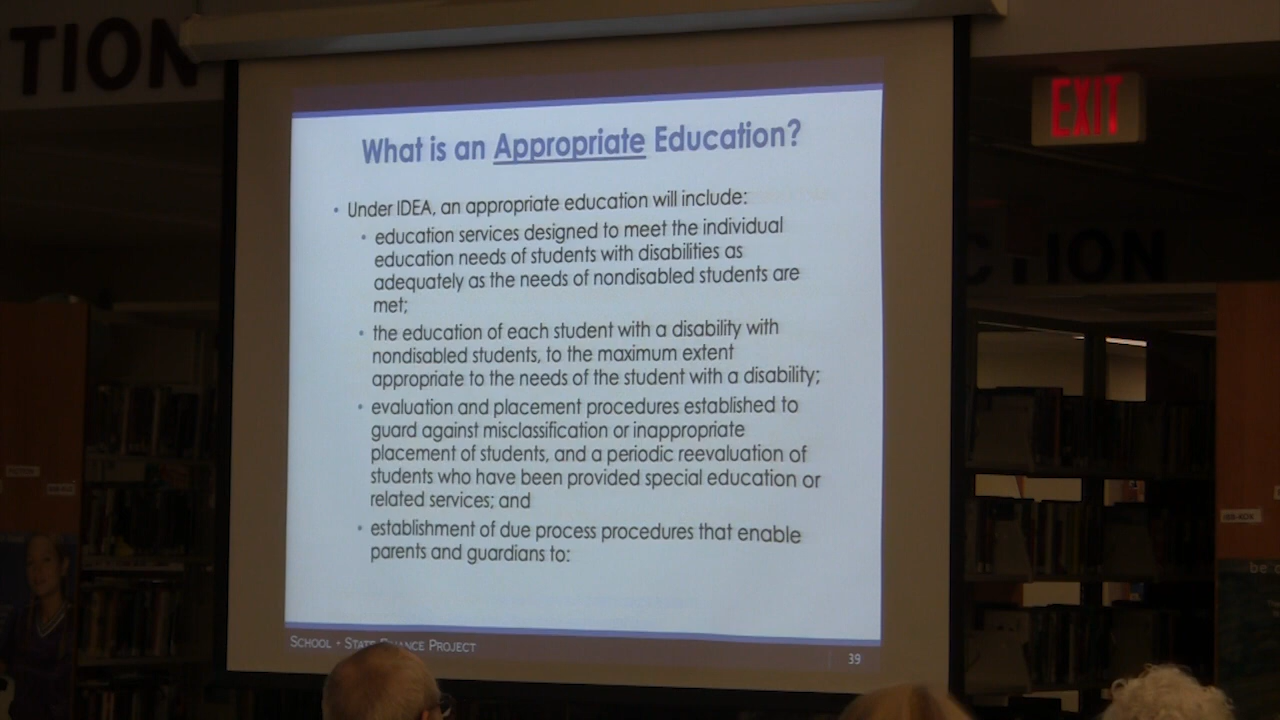 TION
EXIT
What is an Appropriate Education?
• Under IDEA, an appropriate education will include:
• education services designed to meet the individual
education needs of students with disabilities as
adequately as the needs of nondisabled students are
met;
• the education of each student with a disability with
nondisabled students, to the maximum extent
appropriate to the needs of the student with a disability;
• evaluation and placement procedures established to
guard against misclassification or inappropriate
placement of students, and a periodic reevaluation of
students who have been provided special education or
related services; and
• establishment of due process procedures that enable
parents and guardians to:
SCHOOL • STATE FINANCE PROJECT
39
C ION
be